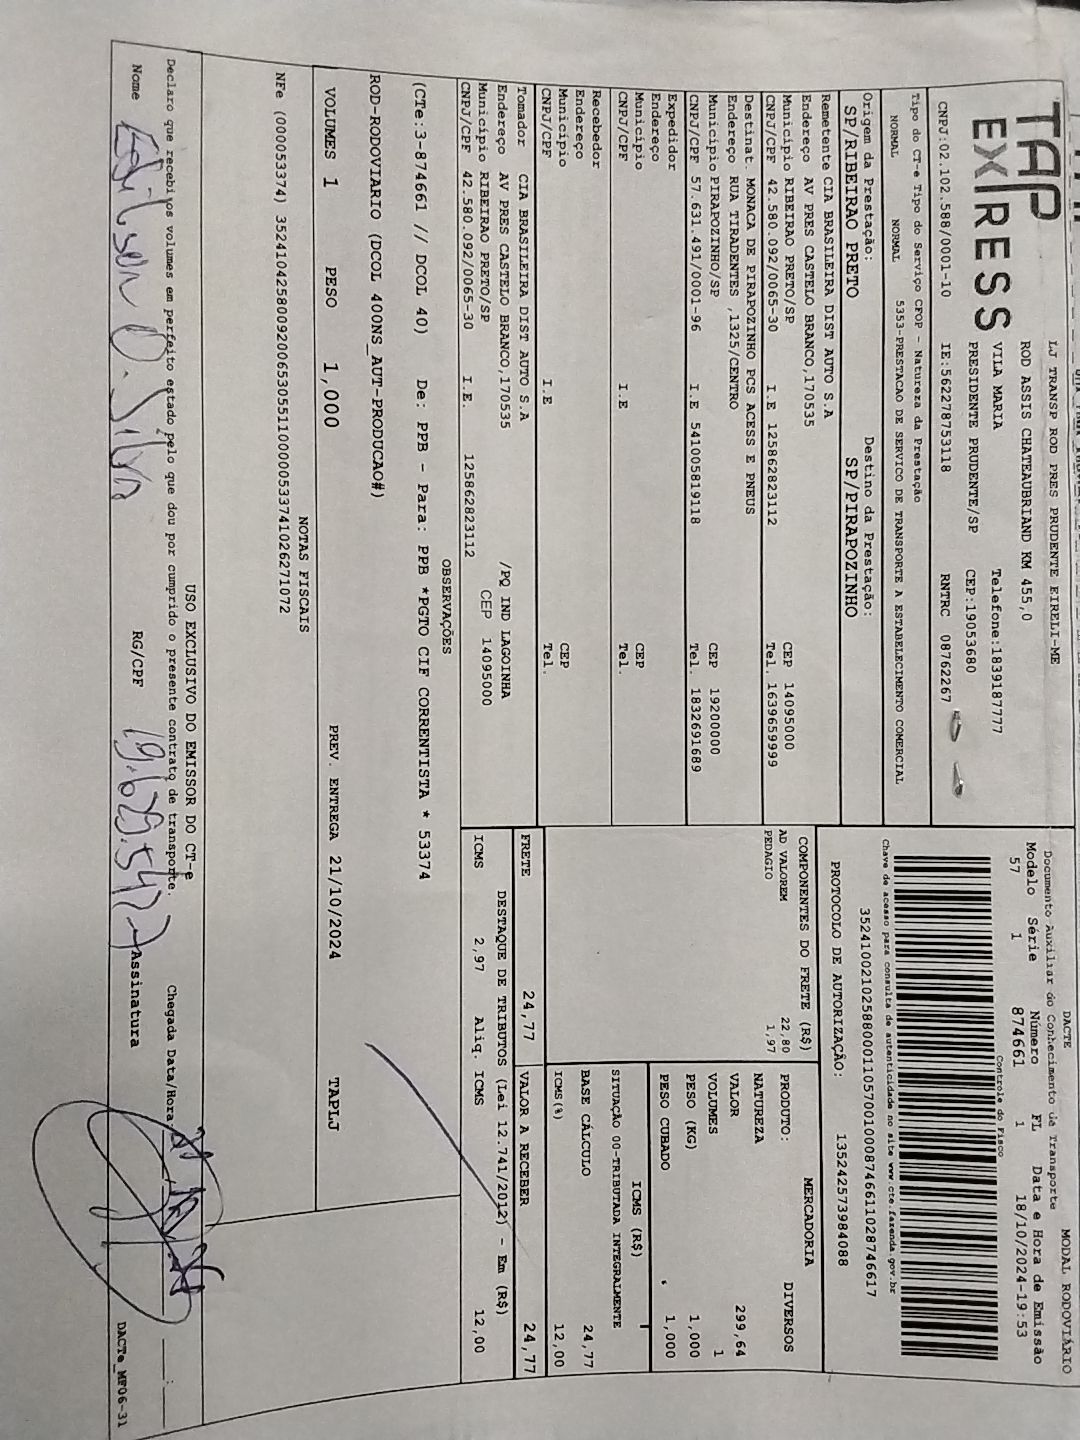 TAP
EXPRESS
LJ TRANSP ROD PRES PRUDENTE EIRELI-ME
ROD ASSIS CHATEAUBRIAND KM 455,0
VILA MARIA Telefone:1839187777
PRESIDENTE PRUDENTE/SP CEP:19053680
CNPJ:02.102.588/0001-10 IE:562278753118 RNTRC 08762267
DACTE MODAL RODOVIÁRIO
Documento Auxiliar do Conhecimento de Transporte
Modelo Série Número FL Data e Hora de Emissão
57 1 874661 1 18/10/2024-19:53
Controle do Fisco
Chave de acesso para consulta de autenticidade no site www.cte.fazenda.gov.br
35241002102588000110570010008746611028746617
PROTOCOLO DE AUTORIZAÇÃO: 135242573984088
Tipo do CT-e Tipo do Serviço CFOP - Natureza da Prestação
NORMAL NORMAL 5353-PRESTACAO DE SERVICO DE TRANSPORTE A ESTABELECIMENTO COMERCIAL
Origem da Prestação: Destino da Prestação:
SP/RIBEIRAO PRETO SP/PIRAPOZINHO
Remetente CIA BRASILEIRA DIST AUTO S.A
Endereço AV PRES CASTELO BRANCO,170535
Município RIBEIRAO PRETO/SP CEP 14095000
CNPJ/CPF 42.580.092/0065-30 I.E 125862823112 Tel. 1639659999
Destinat. MONACA DE PIRAPOZINHO PCS ACESS E PNEUS
Endereço RUA TIRADENTES ,1325/CENTRO
Município PIRAPOZINHO/SP CEP 19200000
CNPJ/CPF 57.631.491/0001-96 I.E 541005819118 Tel. 1832691689
Expedidor
Endereço
Município CEP
CNPJ/CPF I.E Tel.
Recebedor
Endereço
Município CEP
CNPJ/CPF I.E Tel.
Tomador CIA BRASILEIRA DIST AUTO S.A
Endereço AV PRES CASTELO BRANCO,170535 /PQ IND LAGOINHA
Município RIBEIRAO PRETO/SP CEP 14095000
CNPJ/CPF 42.580.092/0065-30 I.E. 125862823112
COMPONENTES DO FRETE (R$)
AD VALOREM 22,80
PEDAGIO 1,97
FRETE 24,77
MERCADORIA
PRODUTO: DIVERSOS
NATUREZA
VALOR 299,64
VOLUMES 1
PESO (KG) 1,000
PESO CUBADO 1,000
ICMS (R$)
SITUAÇÃO 00-TRIBUTADA INTEGRALMENTE
BASE CÁLCULO 24,77
ICMS(%) 12,00
VALOR A RECEBER 24,77
DESTAQUE DE TRIBUTOS (Lei 12.741/2012) - Em (R$)
ICMS 2,97 Aliq. ICMS 12,00
OBSERVAÇÕES
(CTe:3-874661 // DCOL 40) De: PPB - Para: PPB *PGTO CIF CORRENTISTA * 53374
ROD-RODOVIARIO (DCOL 400NS_AUT-PRODUCAO#)
VOLUMES 1 PESO 1,000 PREV. ENTREGA 21/10/2024 TAPLJ
NOTAS FISCAIS
NFe (000053374) 35241042580092006530551100000533741026271072
USO EXCLUSIVO DO EMISSOR DO CT-e
Declaro que recebi os volumes em perfeito estado pelo que dou por cumprido o presente contrato de transporte.
Chegada Data/Hora:
Nome Edilson O. Silva RG/CPF 19.629.547-7 Assinatura
DACTe_MF06-31